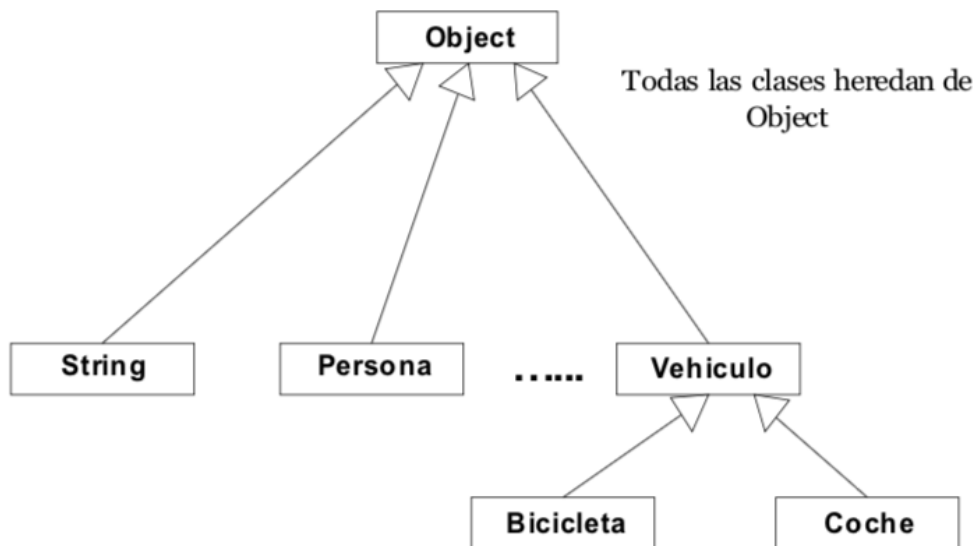 Object
Todas las clases heredan de
Object
String
Persona
.......
Vehiculo
Bicicleta
Coche